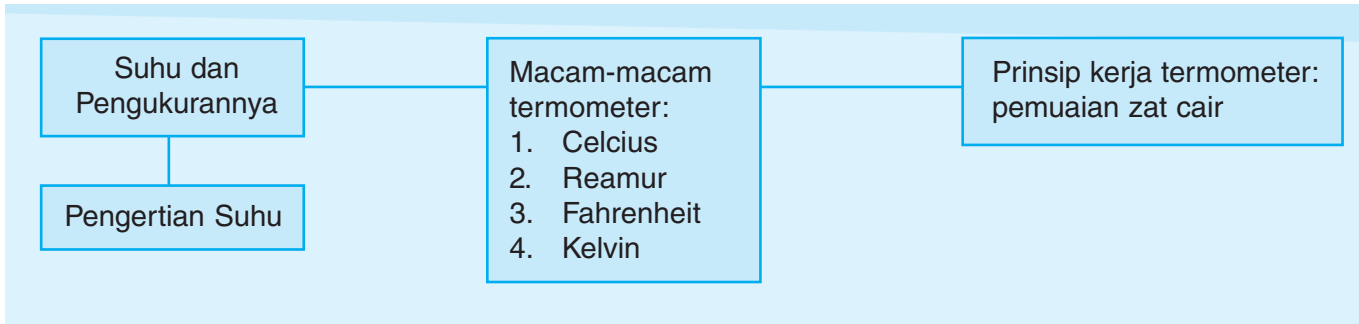 Suhu dan
Pengukurannya
Pengertian Suhu
Macam-macam
termometer:
1. Celcius
2. Reamur
3. Fahrenheit
4. Kelvin
Prinsip kerja termometer:
pemuaian zat cair